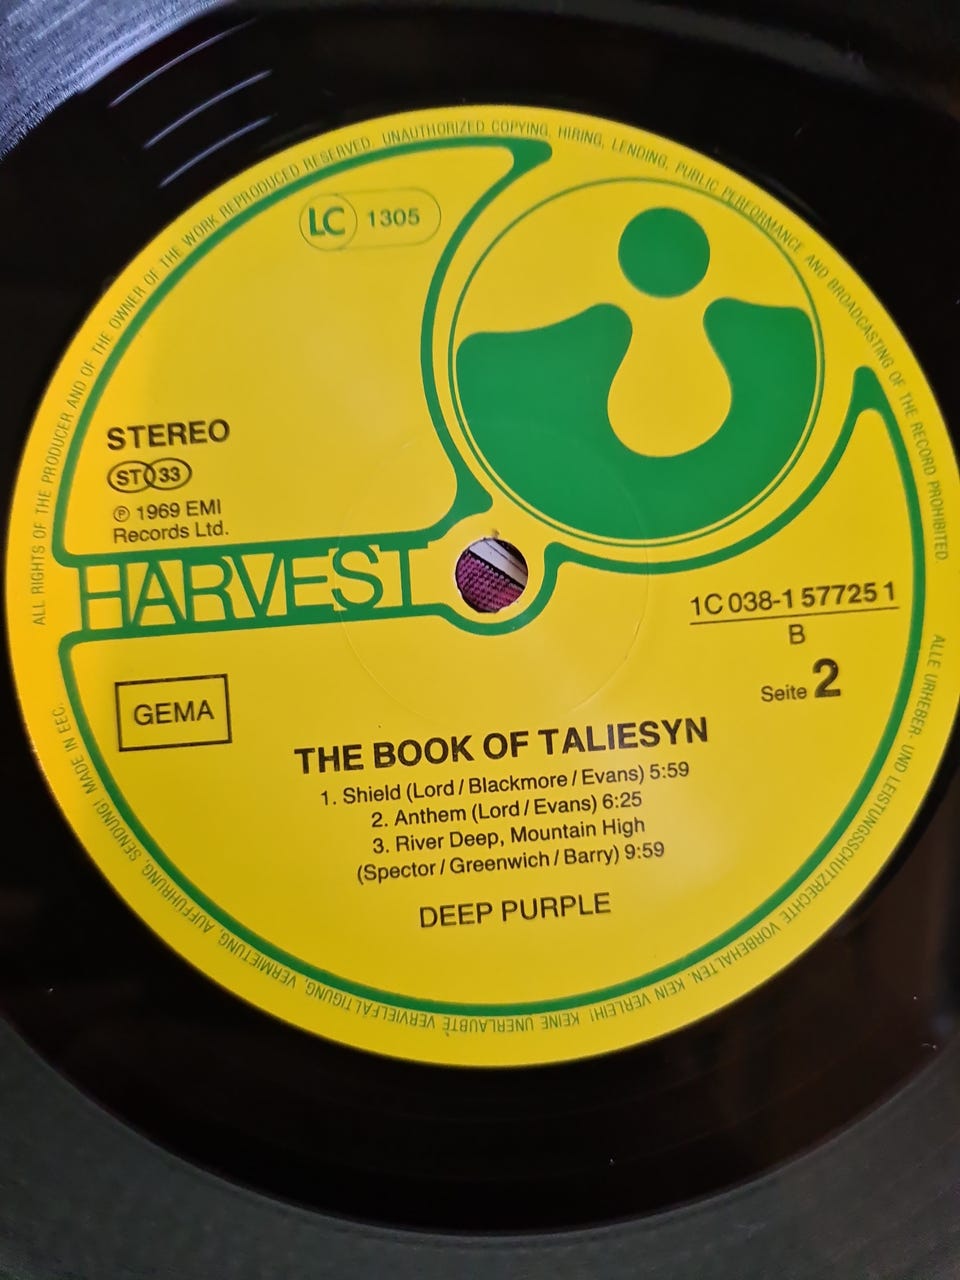 ALL RIGHTS OF THE PRODUCER AND OF THE OWNER OF THE WORK REPRODUCED RESERVED. UNAUTHORIZED COPYING, HIRING, LENDING, PUBLIC PERFORMANCE AND BROADCASTING OF THE RECORD PROHIBITED.
LC 1305
STEREO
ST 33
℗ 1969 EMI
Records Ltd.
HARVEST
1C 038-1 57725 1
B
Seite 2
GEMA
THE BOOK OF TALIESYN
1. Shield (Lord / Blackmore / Evans) 5:59
2. Anthem (Lord / Evans) 6:25
3. River Deep, Mountain High
(Spector / Greenwich / Barry) 9:59
DEEP PURPLE
ALLE URHEBER- UND LEISTUNGSSCHUTZRECHTE VORBEHALTEN. KEIN VERLEIH! KEINE UNERLAUBTE VERVIELFÄLTIGUNG, VERMIETUNG, AUFFÜHRUNG, SENDUNG! MADE IN EEC.